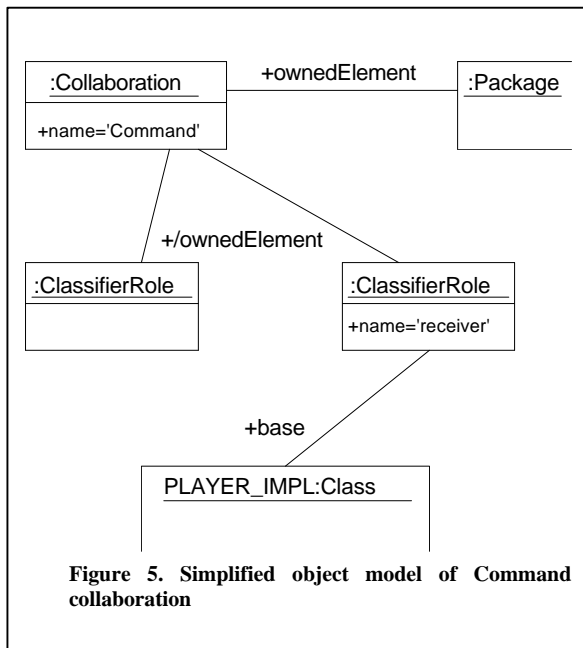 +ownedElement
:Collaboration
:Package
+name='Command'
+/ownedElement
:ClassifierRole
:ClassifierRole
+name='receiver'
+base
PLAYER_IMPL:Class
Figure 5. Simplified object model of Command
collaboration